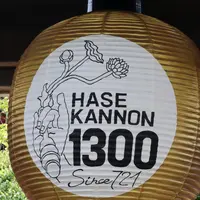 HASE
KANNON
1300
Since 721